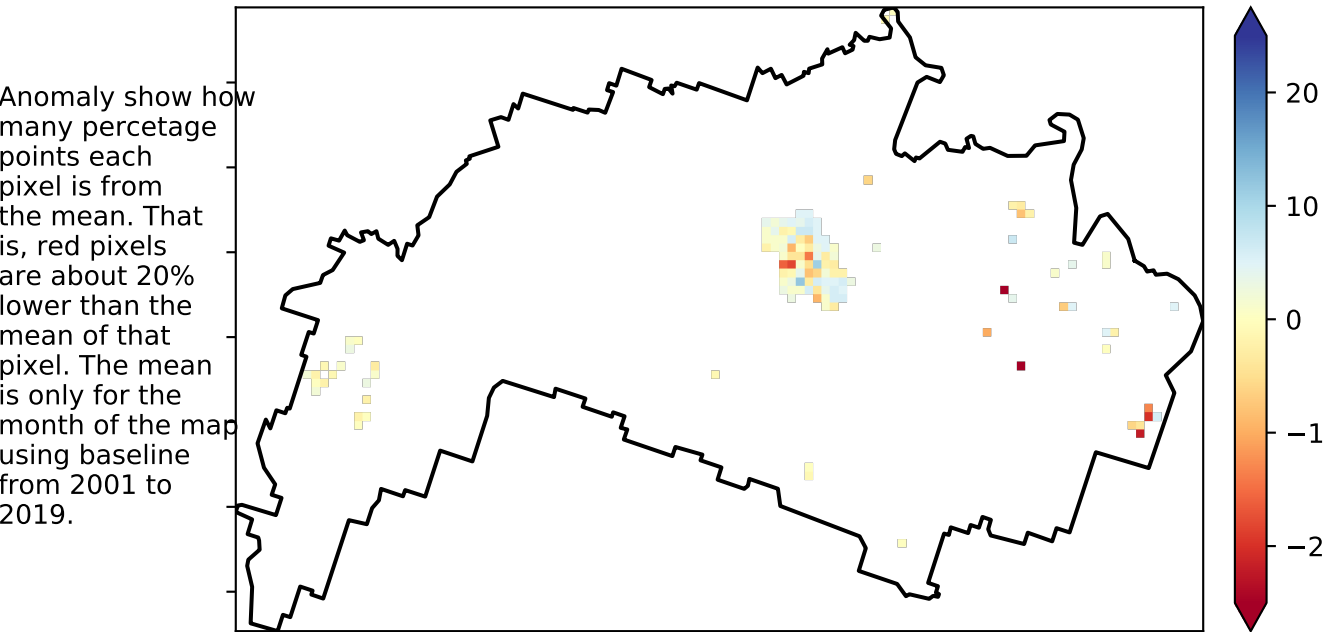 Anomaly show how
many percetage
points each
pixel is from
the mean. That
is, red pixels
are about 20%
lower than the
mean of that
pixel. The mean
is only for the
month of the map
using baseline
from 2001 to
2019.
20
10
0
−1
−2